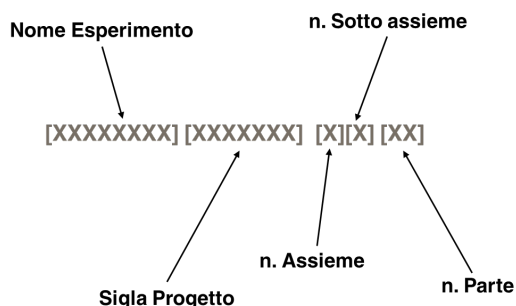 Nome Esperimento
n. Sotto assieme
[XXXXXXXX] [XXXXXXX] [X][X] [XX]
n. Assieme
n. Parte
Sigla Progetto